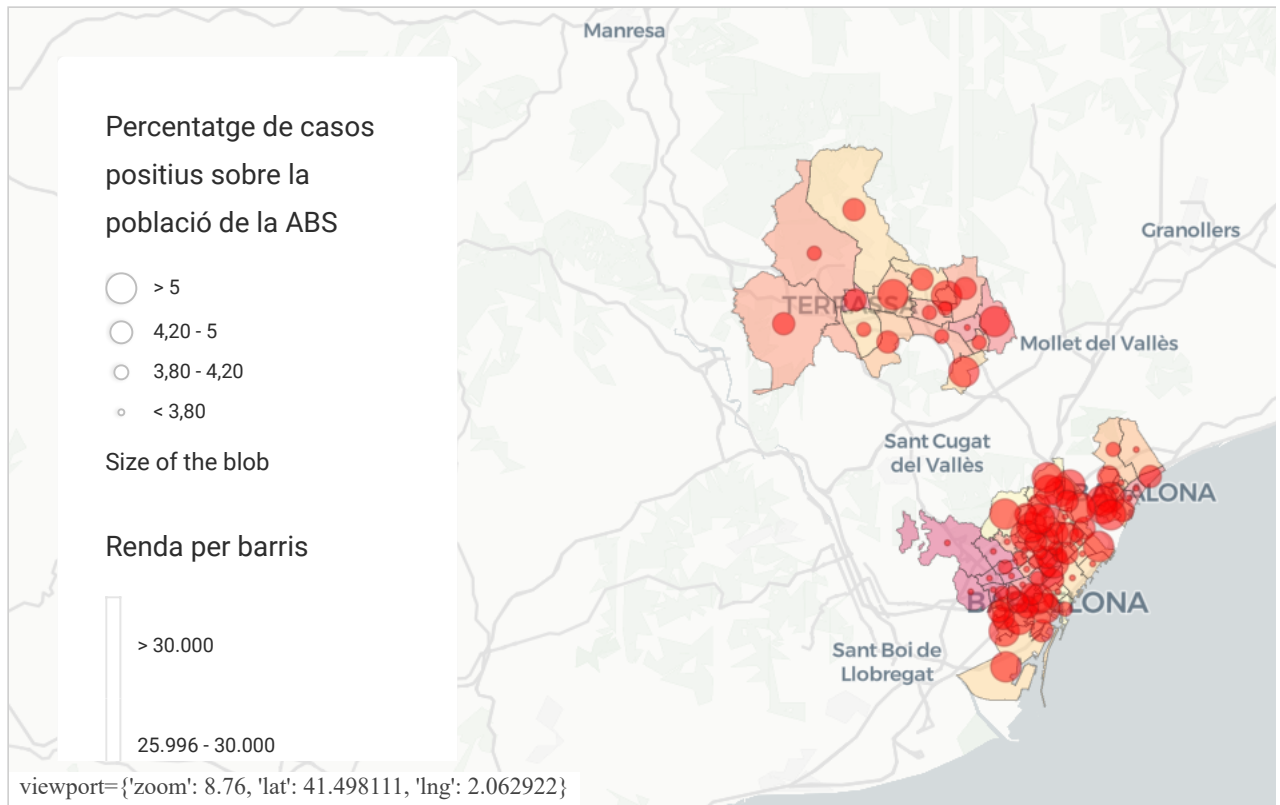 Manresa
Percentatge de casos
positius sobre la
població de la ABS
Granollers
> 5
TERRASSA
4,20 - 5
Mollet del Vallès
3,80 - 4,20
< 3,80
Sant Cugat
del Vallès
Size of the blob
BADALONA
Renda per barris
BARCELONA
> 30.000
Sant Boi de
Llobregat
25.996 - 30.000
viewport={'zoom': 8.76, 'lat': 41.498111, 'lng': 2.062922}